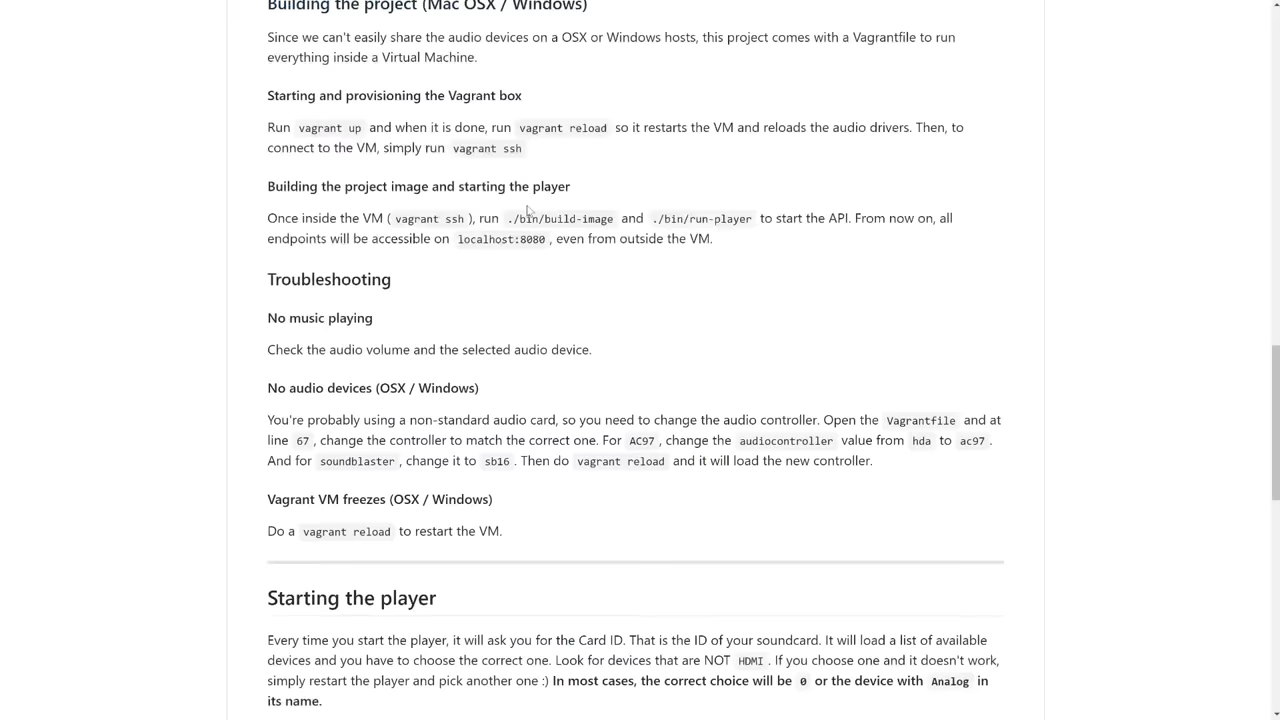 Building the project (Mac OSX / Windows)
Since we can't easily share the audio devices on a OSX or Windows hosts, this project comes with a Vagrantfile to run
everything inside a Virtual Machine.
Starting and provisioning the Vagrant box
Run vagrant up and when it is done, run vagrant reload so it restarts the VM and reloads the audio drivers. Then, to
connect to the VM, simply run vagrant ssh
Building the project image and starting the player
Once inside the VM ( vagrant ssh ), run ./bin/build-image and ./bin/run-player to start the API. From now on, all
endpoints will be accessible on localhost:8080 , even from outside the VM.
Troubleshooting
No music playing
Check the audio volume and the selected audio device.
No audio devices (OSX / Windows)
You're probably using a non-standard audio card, so you need to change the audio controller. Open the Vagrantfile and at
line 67 , change the controller to match the correct one. For AC97 , change the audiocontroller value from hda to ac97 .
And for soundblaster , change it to sb16 . Then do vagrant reload and it will load the new controller.
Vagrant VM freezes (OSX / Windows)
Do a vagrant reload to restart the VM.
Starting the player
Every time you start the player, it will ask you for the Card ID. That is the ID of your soundcard. It will load a list of available
devices and you have to choose the correct one. Look for devices that are NOT HDMI . If you choose one and it doesn't work,
simply restart the player and pick another one :) In most cases, the correct choice will be 0 or the device with Analog in
its name.